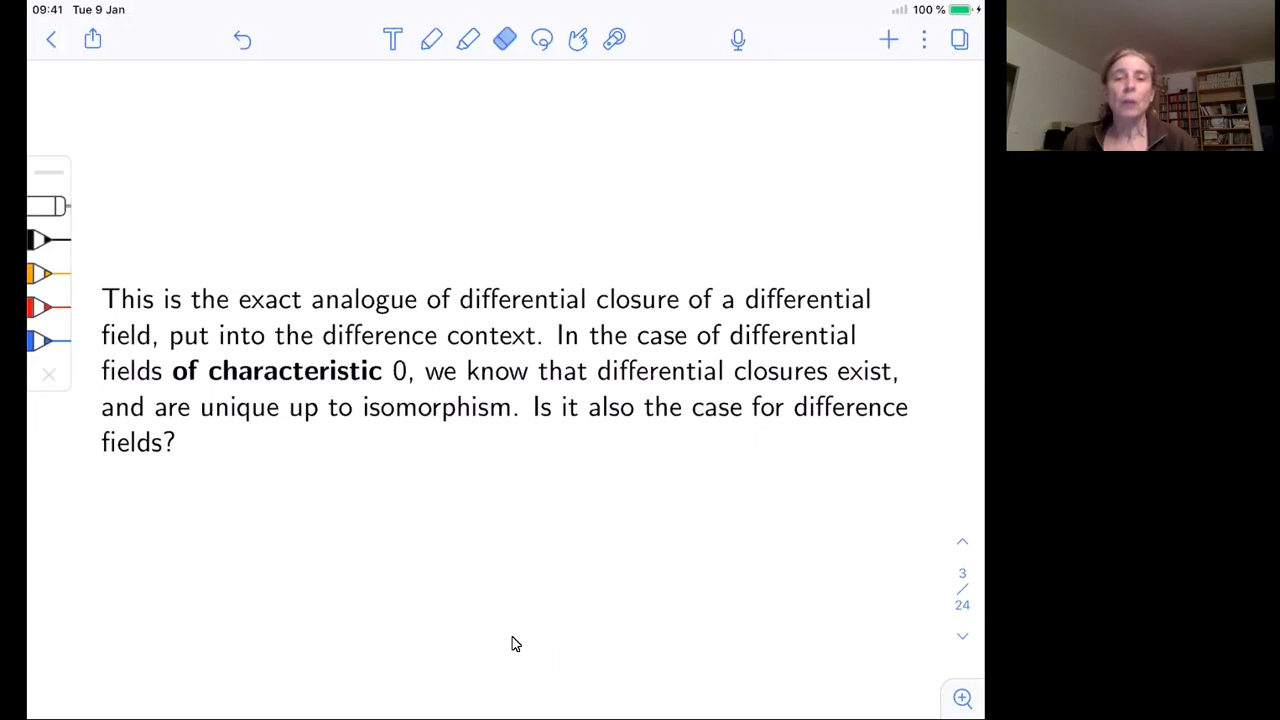 09:41 Tue 9 Jan
100 %
T
This is the exact analogue of differential closure of a differential
field, put into the difference context. In the case of differential
fields of characteristic 0, we know that differential closures exist,
and are unique up to isomorphism. Is it also the case for difference
fields?
3
/
24